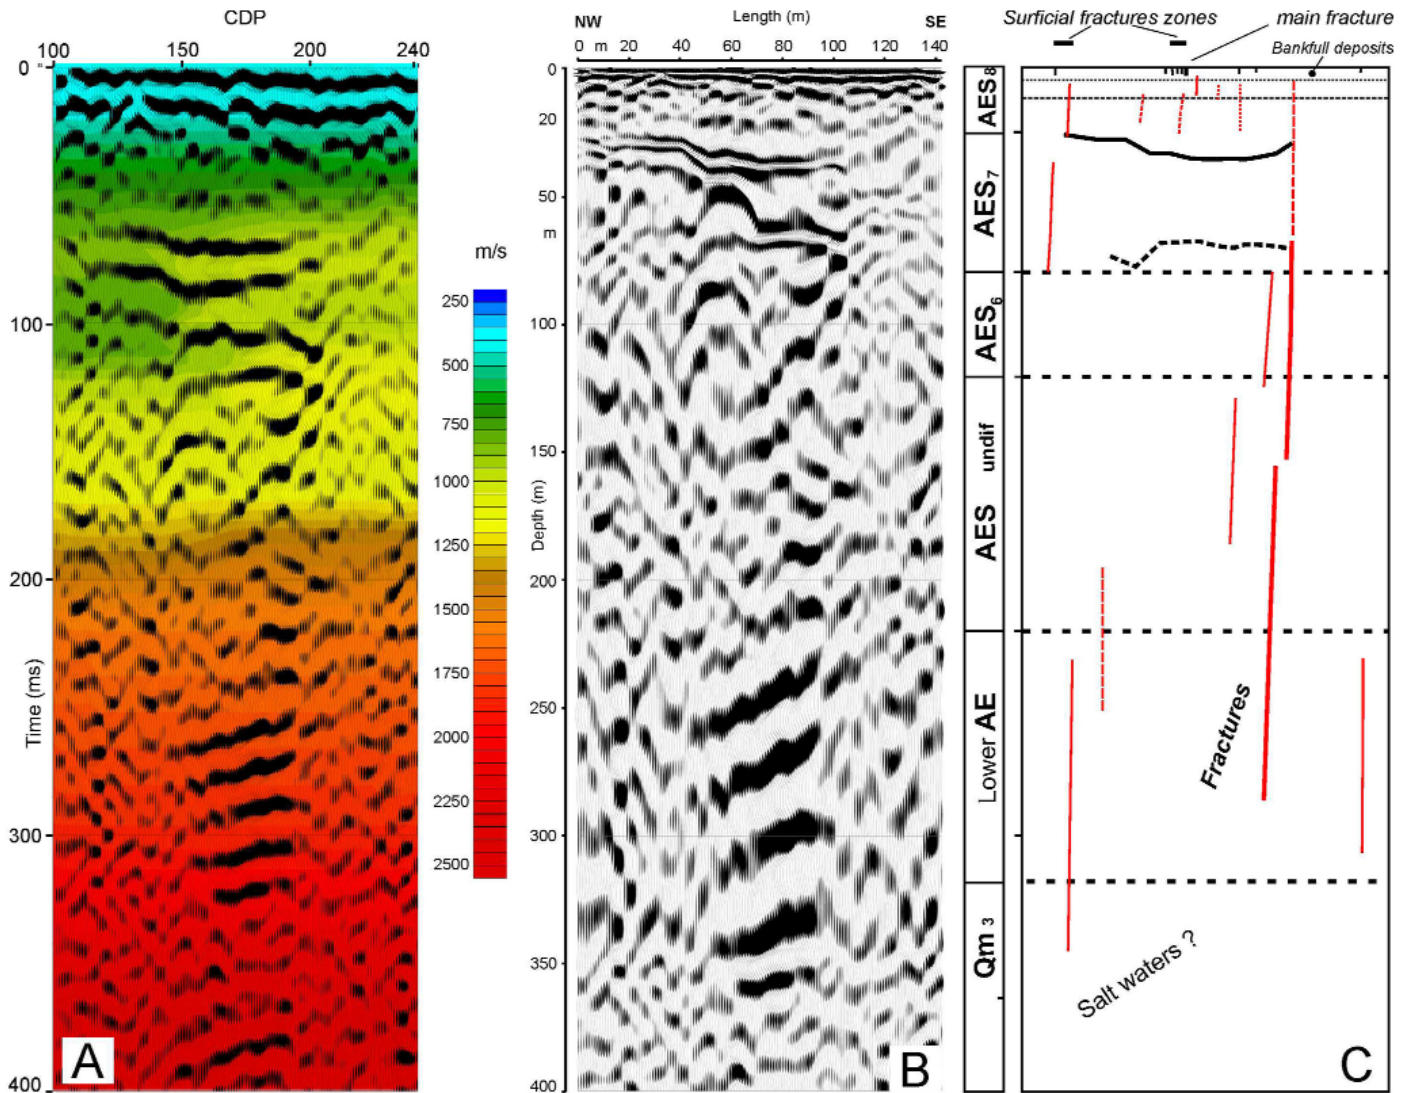 CDP
100 150 200 240
0
100
200
300
400
Time (ms)
A
m/s
250
500
750
1000
1250
1500
1750
2000
2250
2500
Length (m)
NW SE
0 m 20 40 60 80 100 120 140
0
20
50
m
100
150
200
250
300
350
400
Depth (m)
B
Surficial fractures zones
main fracture
Bankfull deposits
AES8
AES7
AES6
AES undif
Lower AE
Qm 3
Fractures
Salt waters ?
C